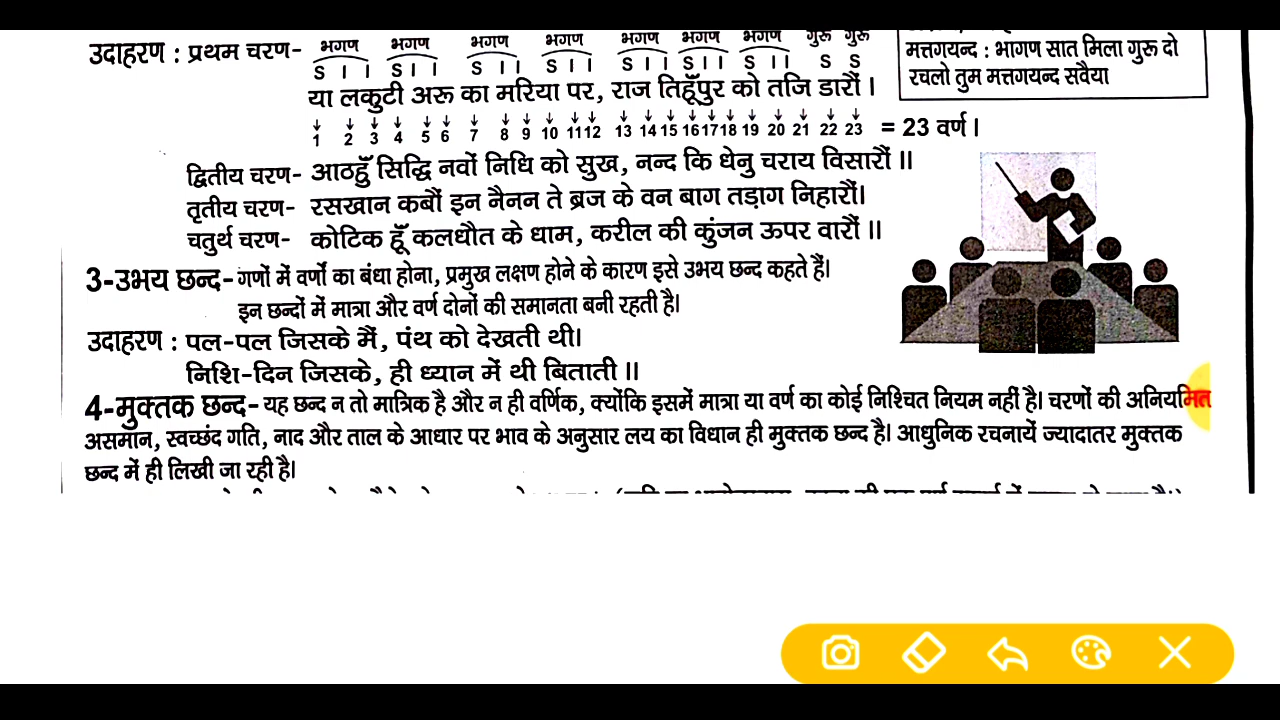 उदाहरण : प्रथम चरण- भगण भगण भगण भगण भगण भगण भगण गुरू गुरू
S I I S I I S I I S I I S I I S I I S I I S S
या लकुटी अरू का मरिया पर, राज तिहूँपुर को तजि डारौं ।
1 2 3 4 5 6 7 8 9 10 11 12 13 14 15 16 17 18 19 20 21 22 23 = 23 वर्ण ।
मत्तगयन्द : भागण सात मिला गुरू दो
रचलो तुम मत्तगयन्द सवैया
द्वितीय चरण- आठहुँ सिद्धि नवों निधि को सुख, नन्द कि धेनु चराय विसारौं ॥
तृतीय चरण- रसखान कबौं इन नैनन ते ब्रज के वन बाग तड़ाग निहारौं।
चतुर्थ चरण- कोटिक हूँ कलधौत के धाम, करील की कुंजन ऊपर वारौं ॥
3-उभय छन्द- गणों में वर्णों का बंधा होना, प्रमुख लक्षण होने के कारण इसे उभय छन्द कहते हैं।
इन छन्दों में मात्रा और वर्ण दोनों की समानता बनी रहती है।
उदाहरण : पल-पल जिसके मैं, पंथ को देखती थी।
निशि-दिन जिसके, ही ध्यान में थी बिताती ॥
4-मुक्तक छन्द- यह छन्द न तो मात्रिक है और न ही वर्णिक, क्योंकि इसमें मात्रा या वर्ण का कोई निश्चित नियम नहीं है। चरणों की अनियमित
असमान, स्वच्छंद गति, नाद और ताल के आधार पर भाव के अनुसार लय का विधान ही मुक्तक छन्द है। आधुनिक रचनायें ज्यादातर मुक्तक
छन्द में ही लिखी जा रही है।